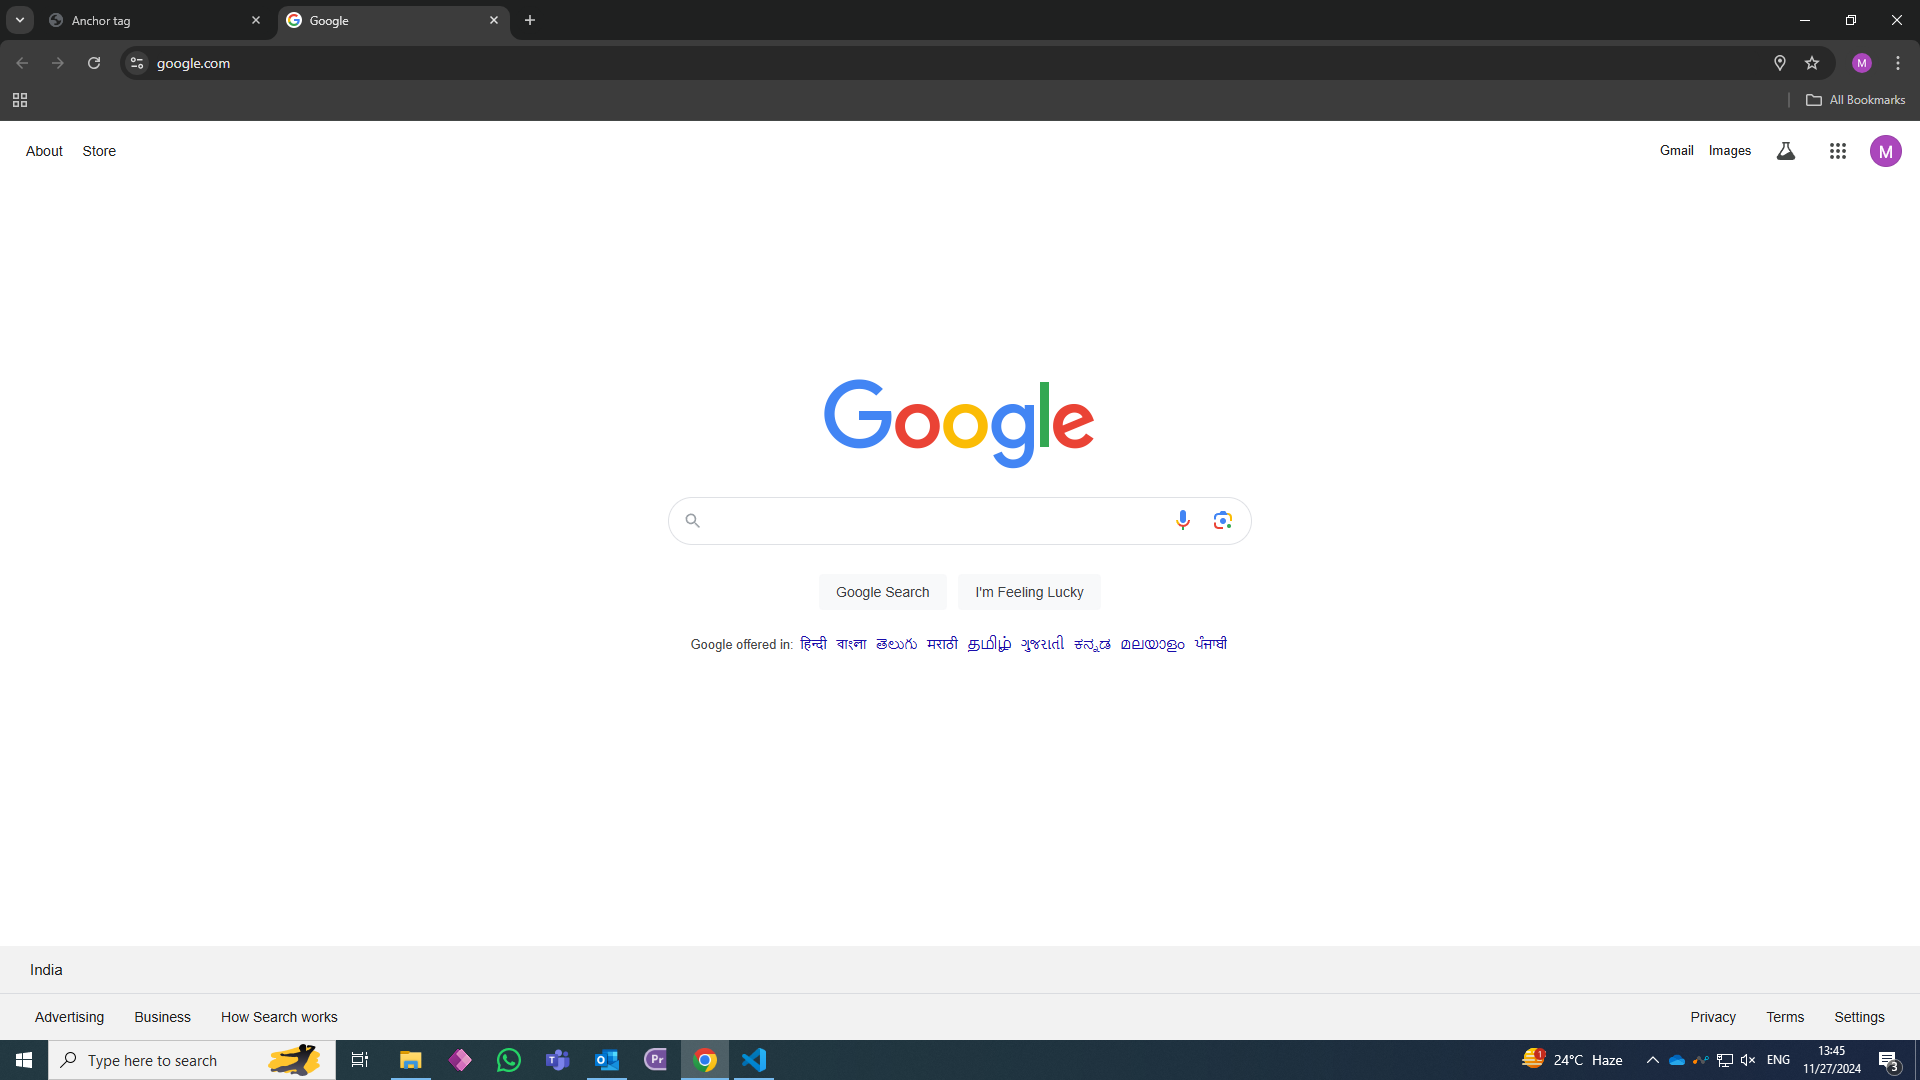 Anchor tag
Google
google.com
M
All Bookmarks
About Store
Gmail Images M
Google
Google Search I'm Feeling Lucky
Google offered in: हिन्दी বাংলা తెలుగు मराठी தமிழ் ગુજરાતી ಕನ್ನಡ മലയാളം ਪੰਜਾਬੀ
India
Advertising Business How Search works
Privacy Terms Settings
Type here to search
Pr
1 24°C Haze
ENG
13:45
11/27/2024
3